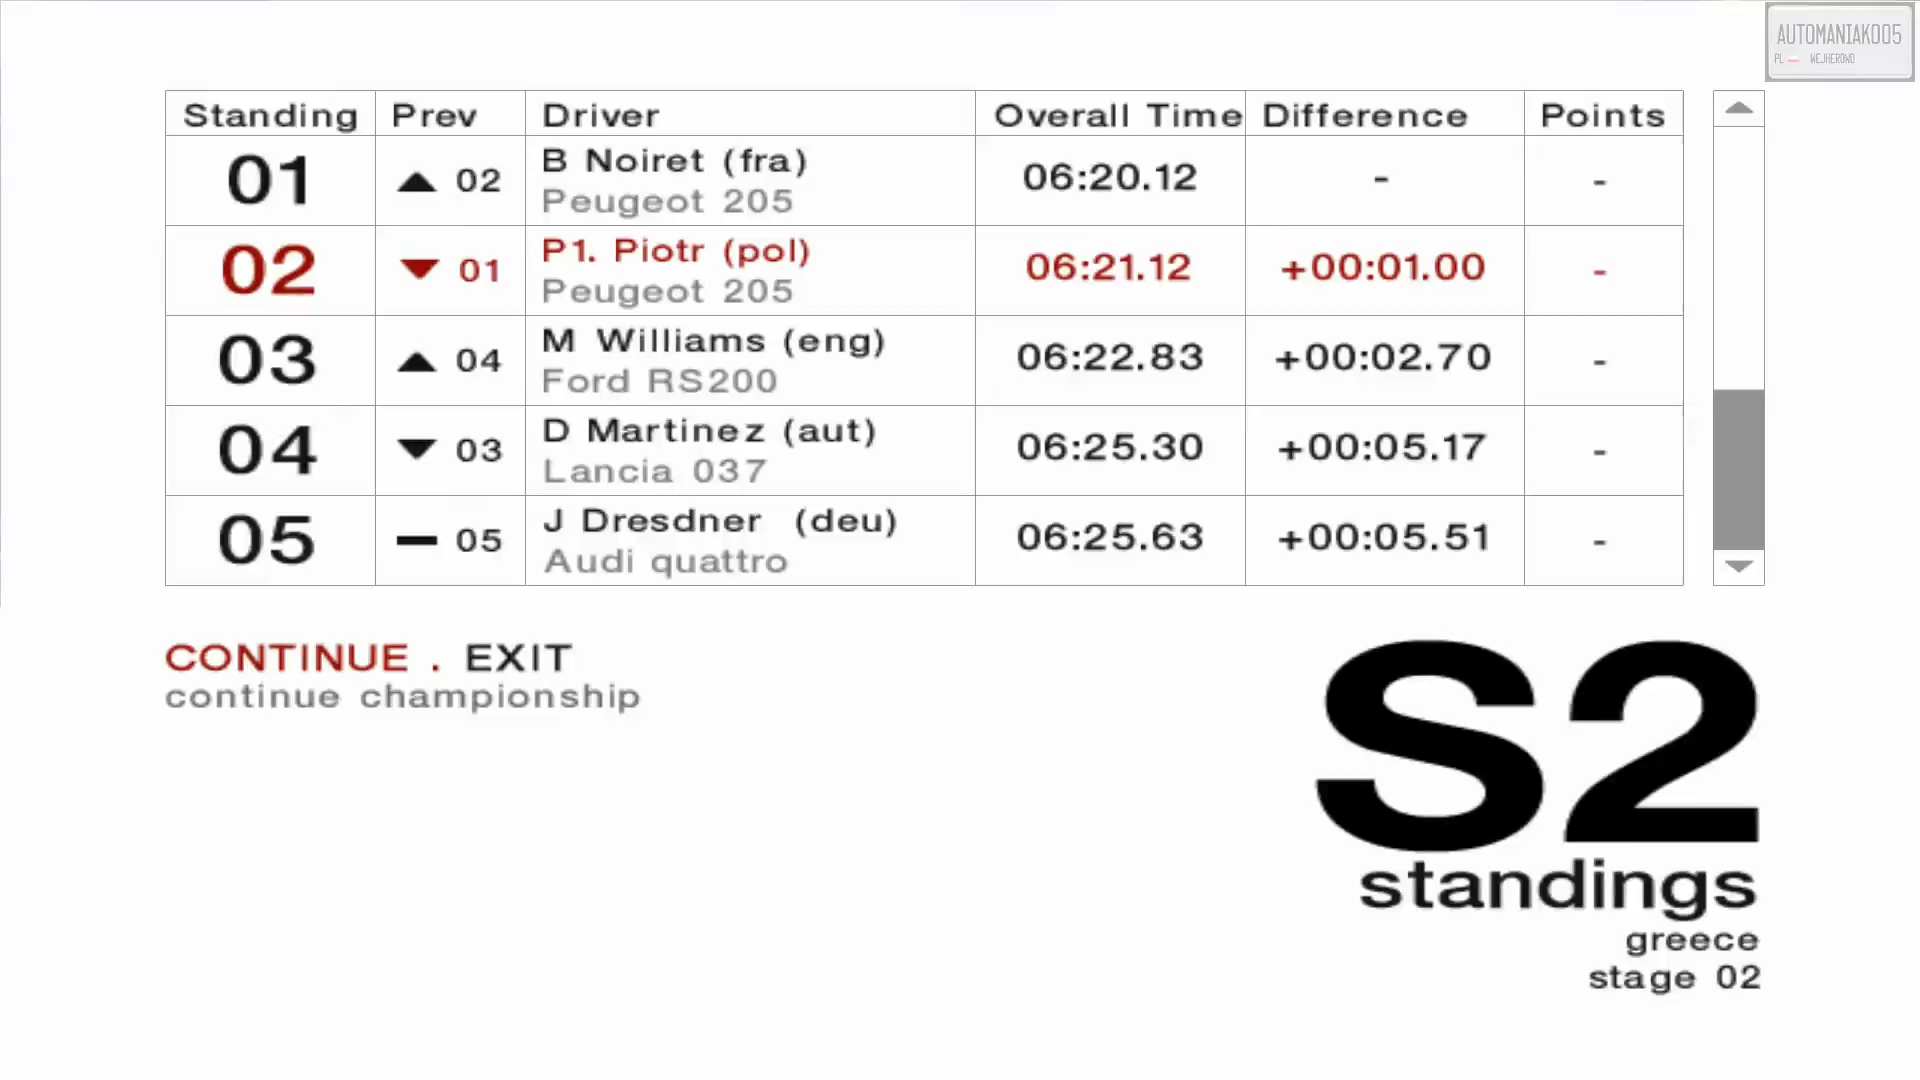 AUTOMANIAK005
PL WEJHEROWO
Standing Prev Driver Overall Time Difference Points
01 02 B Noiret (fra) 06:20.12 - -
Peugeot 205
02 01 P1. Piotr (pol) 06:21.12 +00:01.00 -
Peugeot 205
03 04 M Williams (eng) 06:22.83 +00:02.70 -
Ford RS200
04 03 D Martinez (aut) 06:25.30 +00:05.17 -
Lancia 037
05 05 J Dresdner (deu) 06:25.63 +00:05.51 -
Audi quattro
CONTINUE . EXIT
continue championship
S2
standings
greece
stage 02